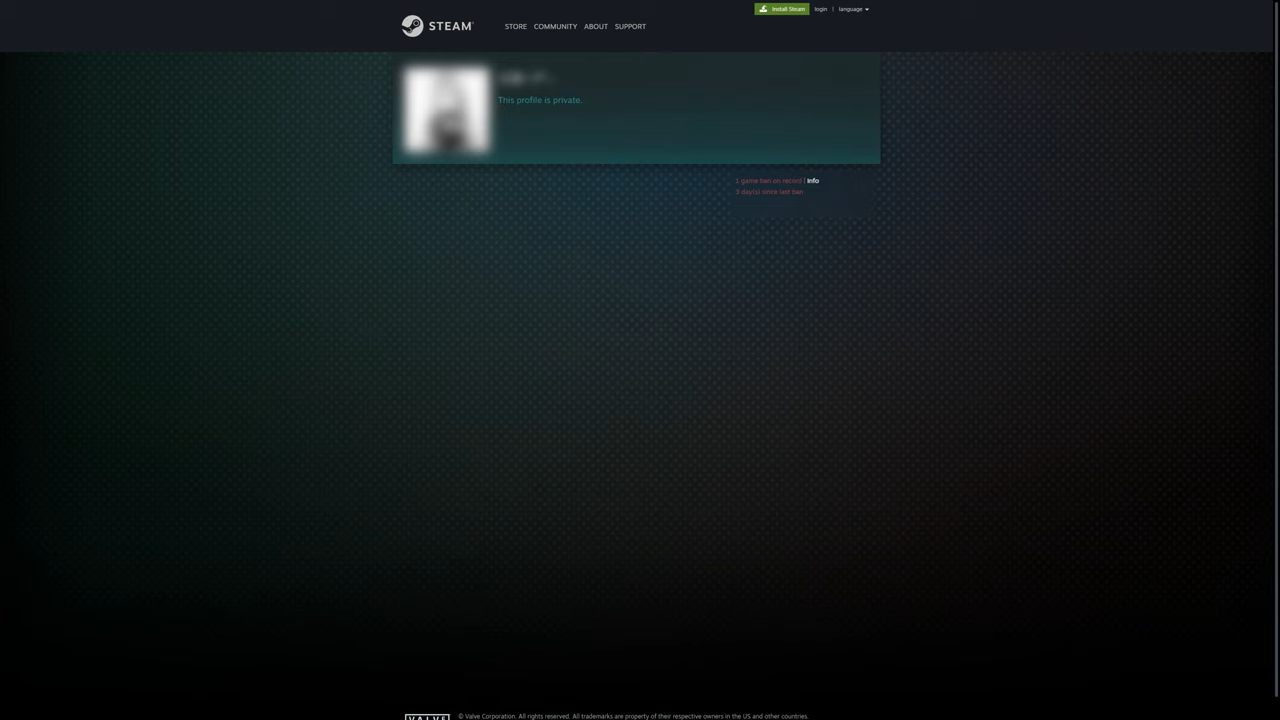 Install Steam login | language
STEAM
STORE COMMUNITY ABOUT SUPPORT
This profile is private.
1 game ban on record | Info
3 day(s) since last ban
VALVE © Valve Corporation. All rights reserved. All trademarks are property of their respective owners in the US and other countries.